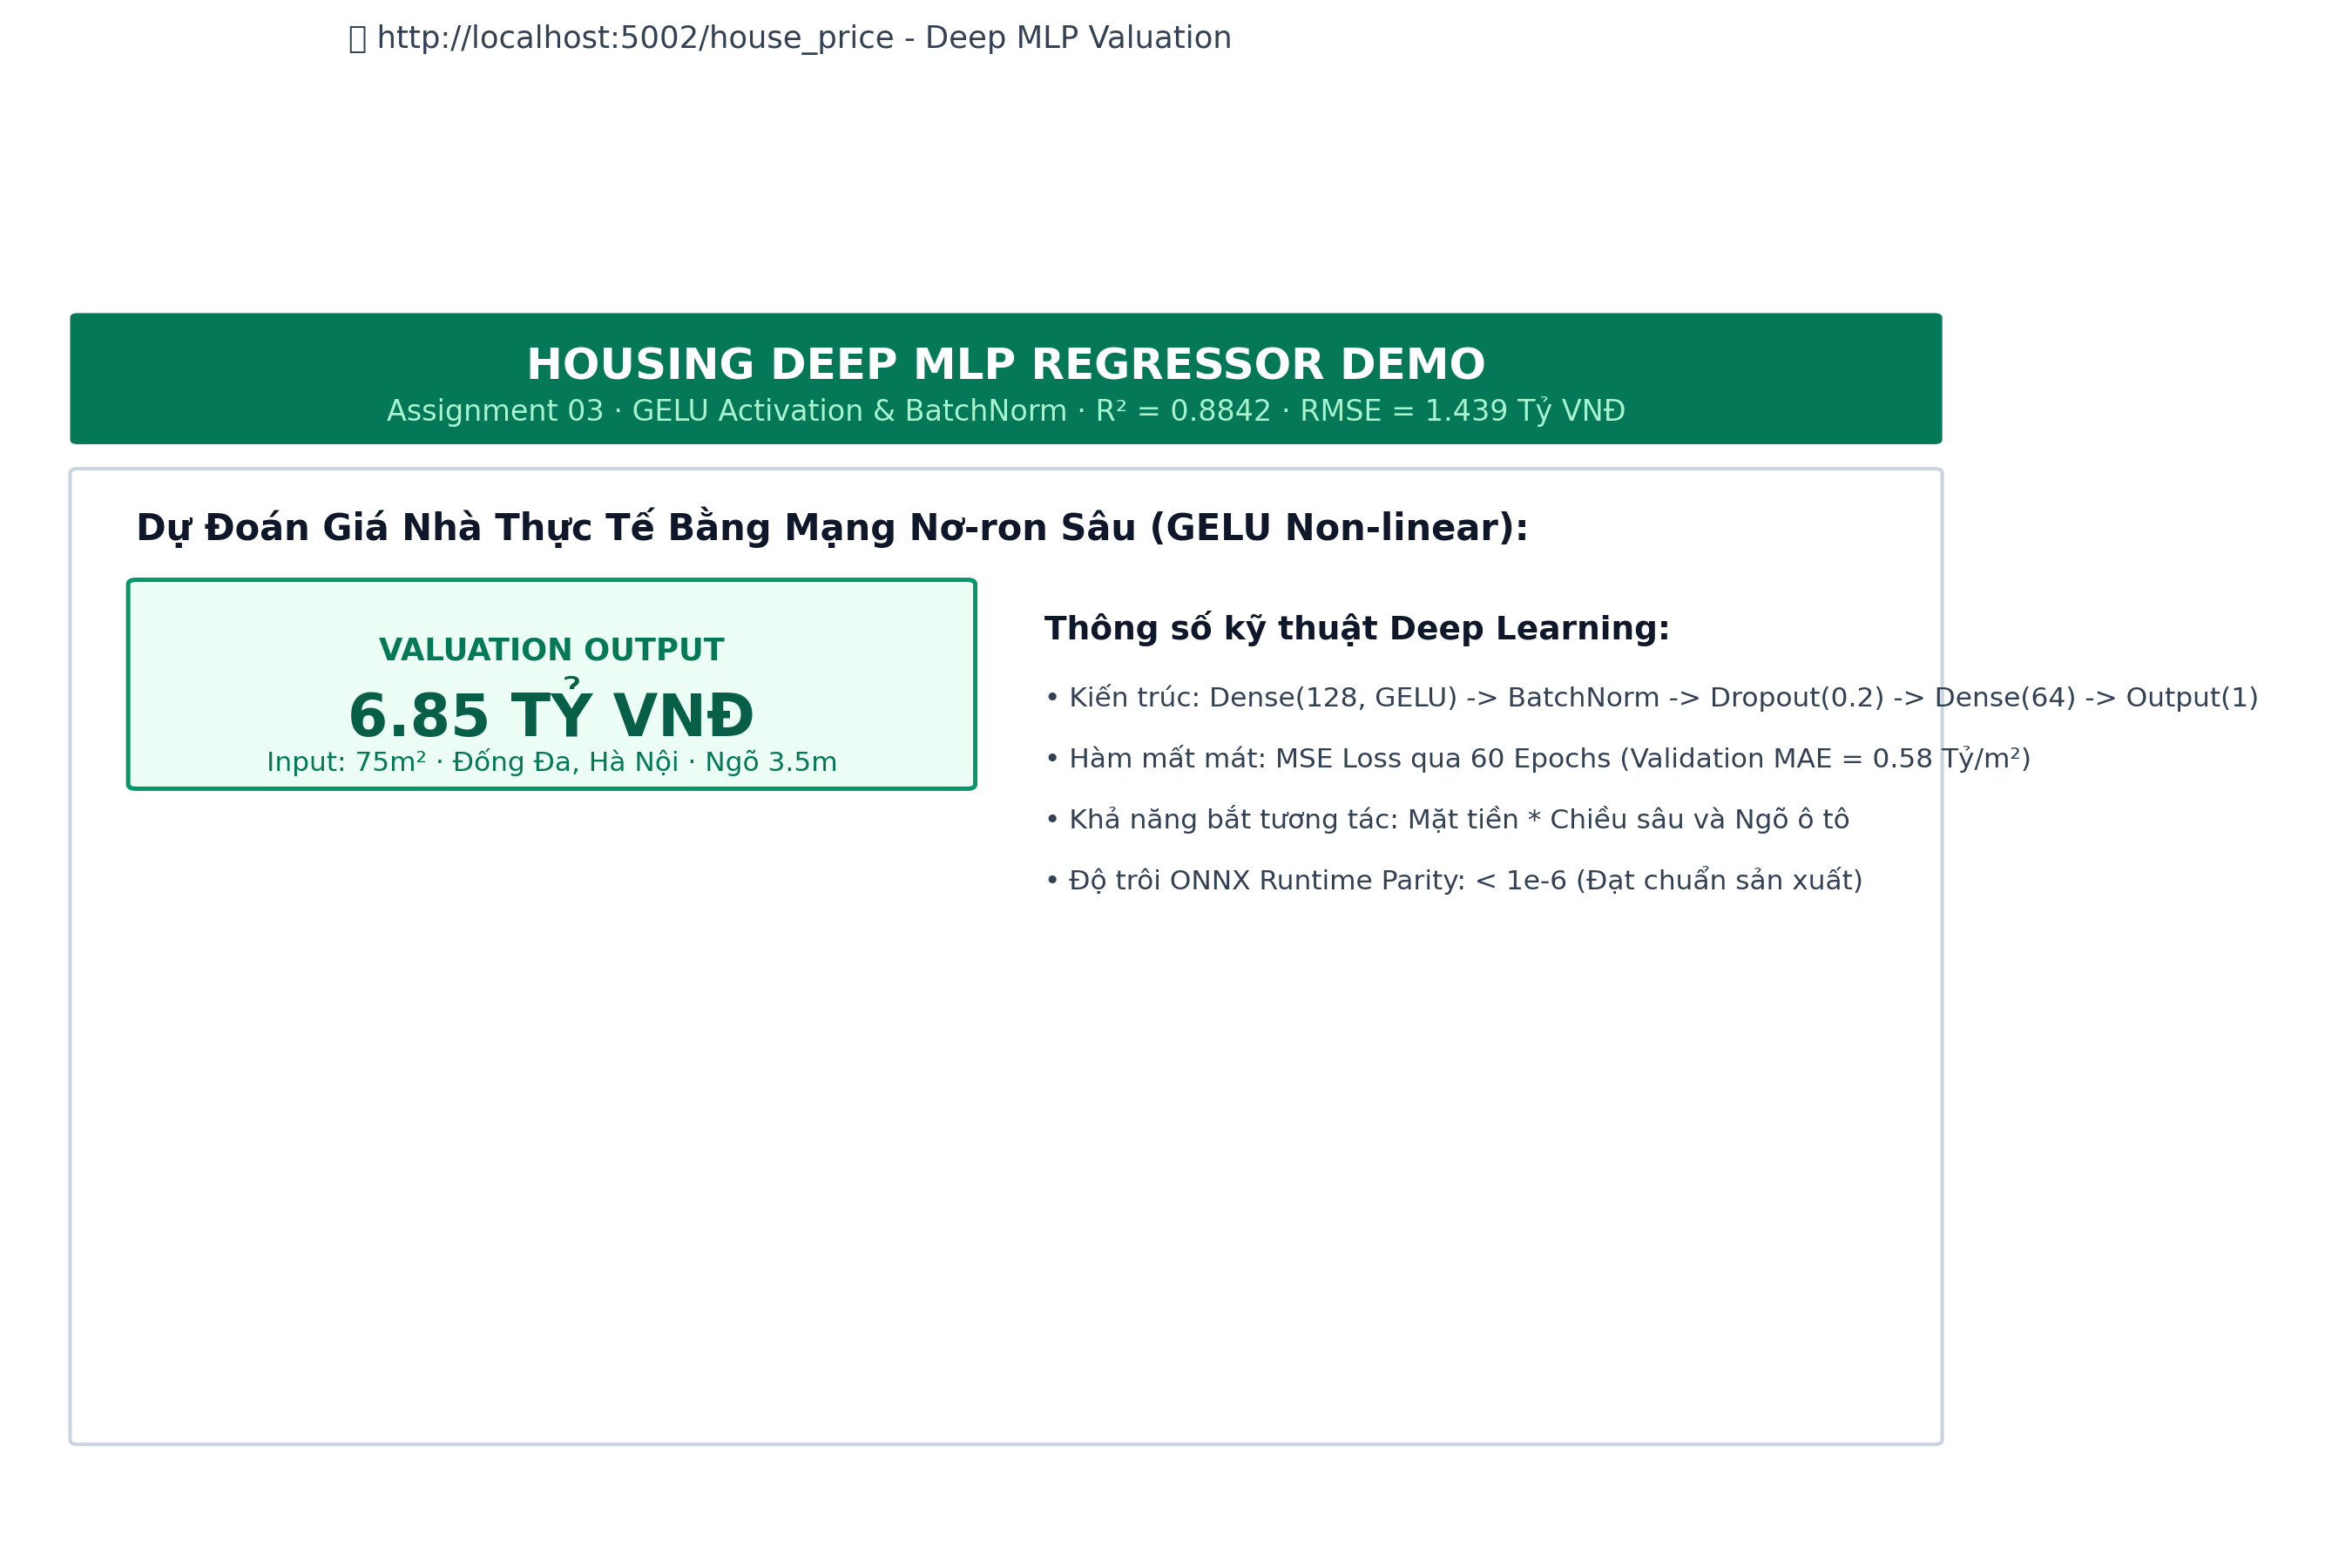 http://localhost:5002/house_price - Deep MLP Valuation
HOUSING DEEP MLP REGRESSOR DEMO
Assignment 03 · GELU Activation & BatchNorm · R² = 0.8842 · RMSE = 1.439 Tỷ VNĐ
Dự Đoán Giá Nhà Thực Tế Bằng Mạng Nơ-ron Sâu (GELU Non-linear):
VALUATION OUTPUT
6.85 TỶ VNĐ
Input: 75m² · Đống Đa, Hà Nội · Ngõ 3.5m
Thông số kỹ thuật Deep Learning:
• Kiến trúc: Dense(128, GELU) -> BatchNorm -> Dropout(0.2) -> Dense(64) -> Output(1)
• Hàm mất mát: MSE Loss qua 60 Epochs (Validation MAE = 0.58 Tỷ/m²)
• Khả năng bắt tương tác: Mặt tiền * Chiều sâu và Ngõ ô tô
• Độ trôi ONNX Runtime Parity: < 1e-6 (Đạt chuẩn sản xuất)